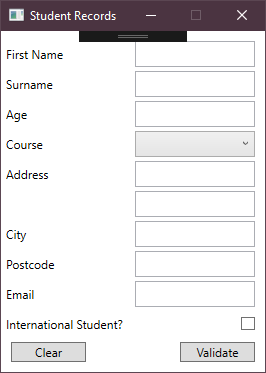 Student Records
First Name
Surname
Age
Course
Address
City
Postcode
Email
International Student?
Clear Validate